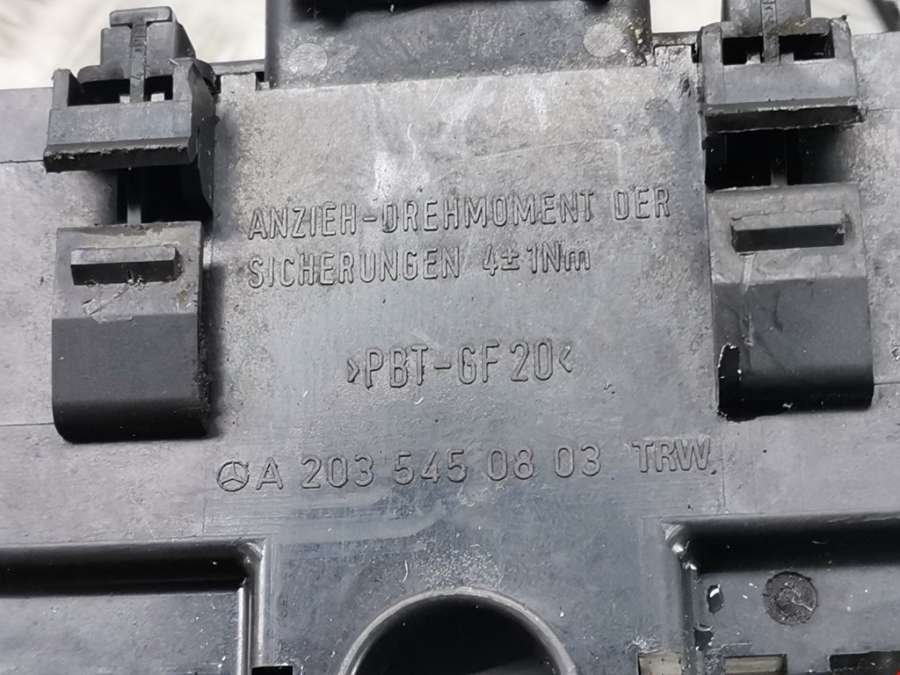 ANZIEH-DREHMOMENT DER
SICHERUNGEN 4±1Nm
>PBT-GF20<
A 203 545 08 03 TRW